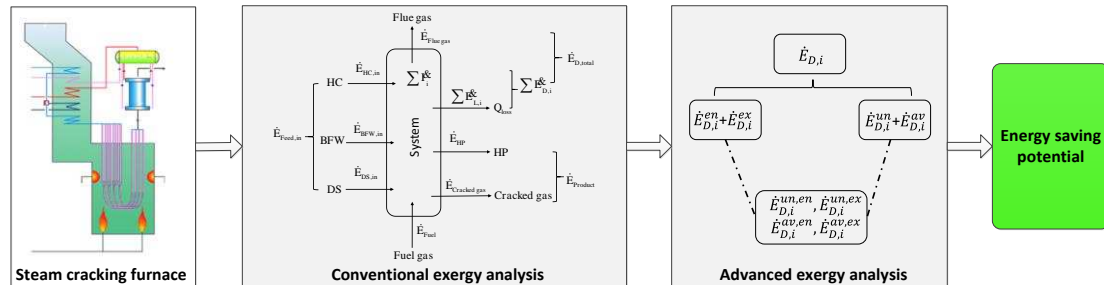 Steam cracking furnace
Flue gas
Ė_Flue gas
HC
Ė_HC,in
Ė_Feed,in
BFW
Ė_BFW,in
DS
Ė_DS,in
System
∑ E&_i
∑ E&_L,i
Q_loss
∑ E&_D,i
Ė_D,total
Ė_HP
HP
Ė_Cracked gas
Cracked gas
Ė_Product
Ė_Fuel
Fuel gas
Conventional exergy analysis
Ė_D,i
Ė_D,i^en+Ė_D,i^ex
Ė_D,i^un+Ė_D,i^av
Ė_D,i^un,en, Ė_D,i^un,ex
Ė_D,i^av,en, Ė_D,i^av,ex
Advanced exergy analysis
Energy saving
potential